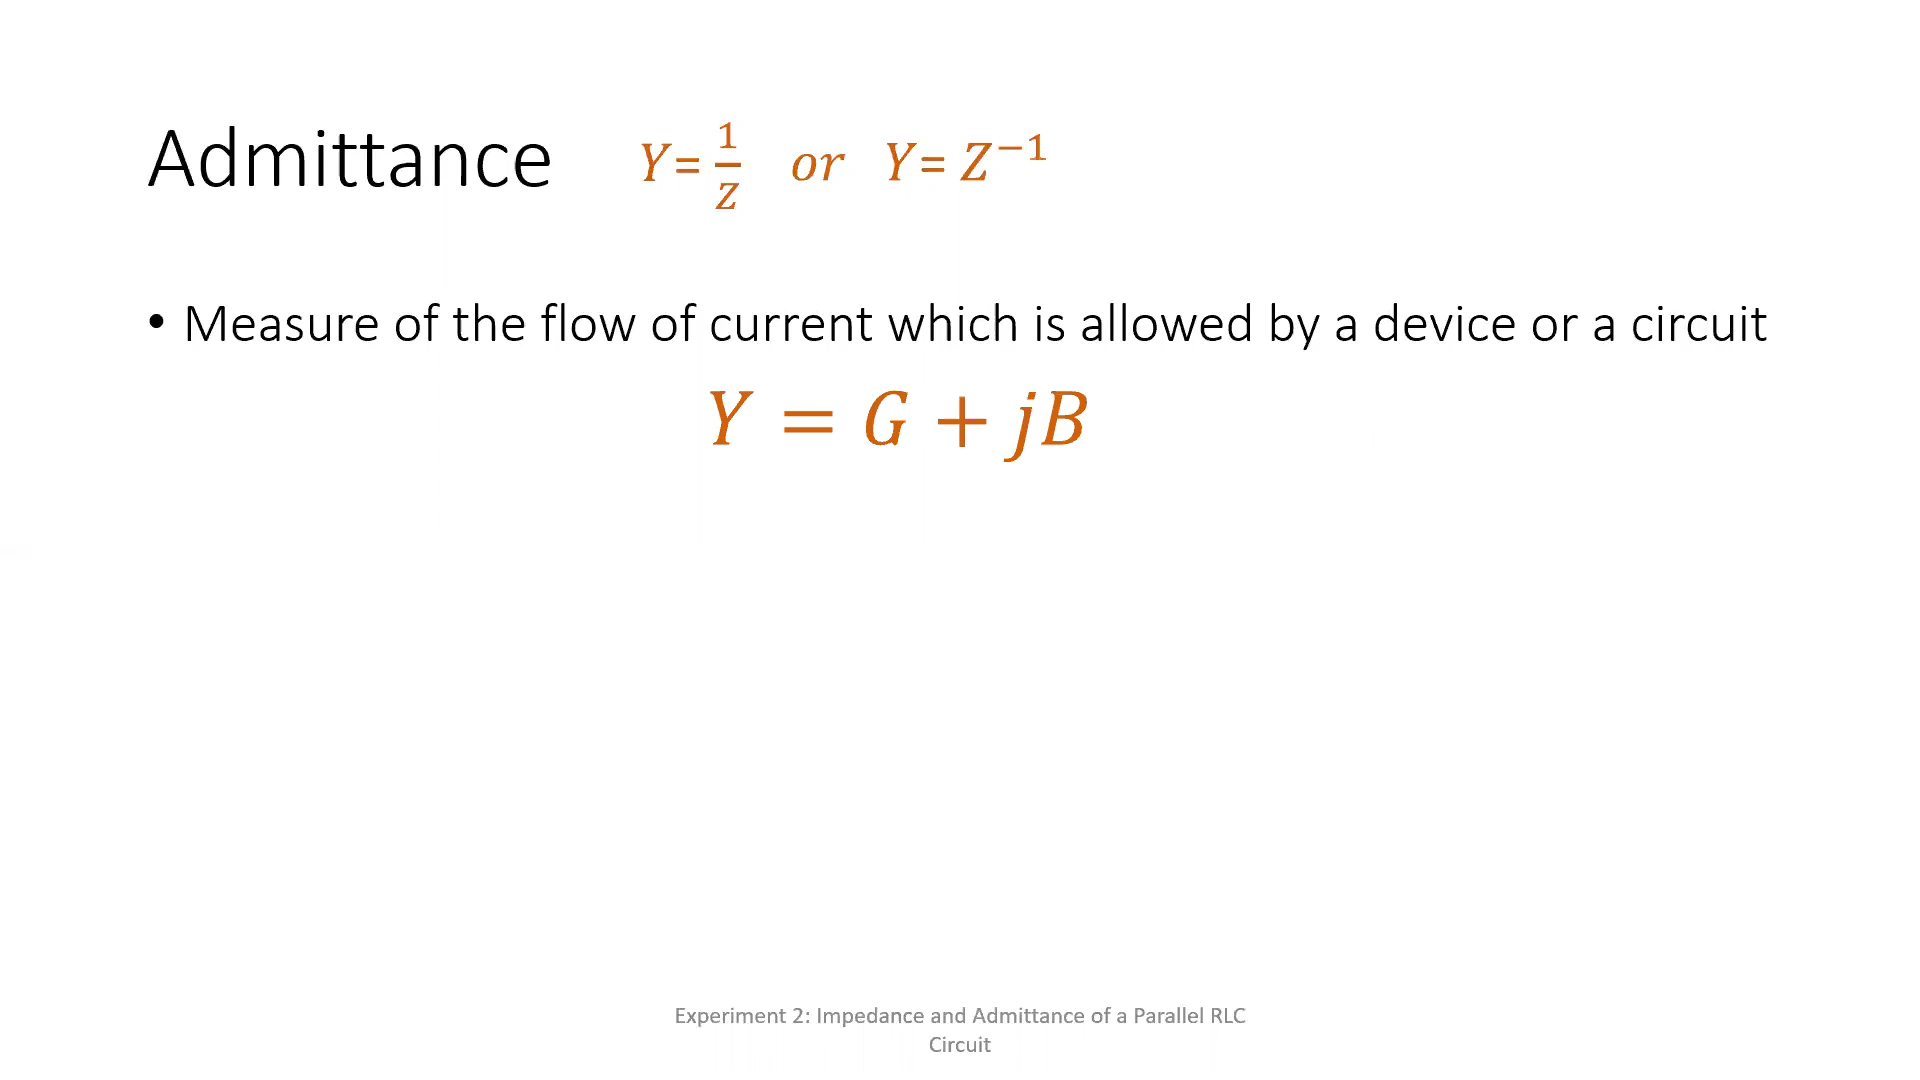 Admittance Y= 1/Z or Y= Z⁻¹
• Measure of the flow of current which is allowed by a device or a circuit
Y = G + jB
Experiment 2: Impedance and Admittance of a Parallel RLC
Circuit